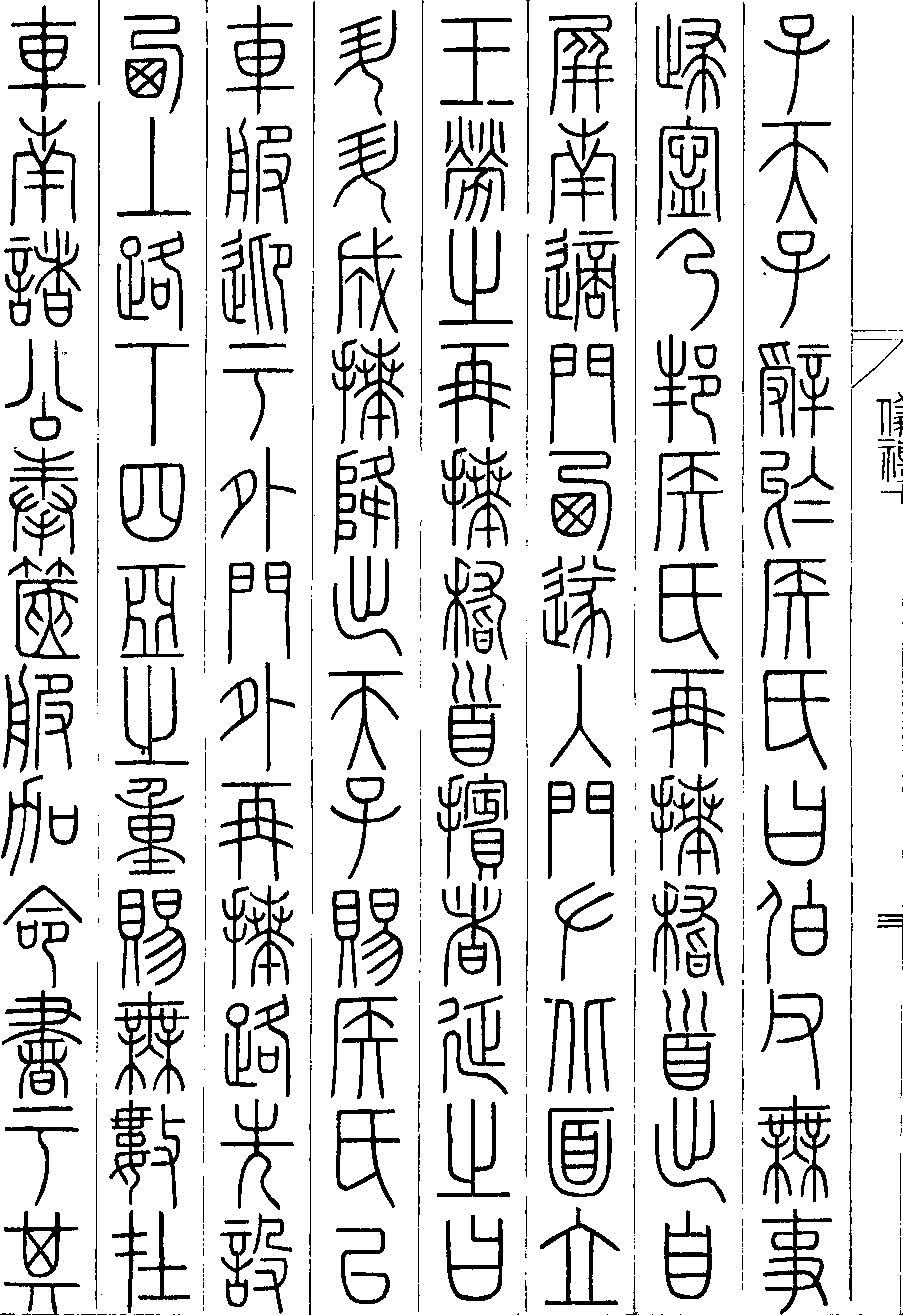 儀禮十
三
子天子辭於侯氏曰伯父無事
歸寧乃邦侯氏再拜稽首出自
屏南適門西遂入門左北面立
王勞之再拜稽首擯者延之曰
升升成拜降出天子賜侯氏以
車服迎于外門外再拜路先設
西上路下四亞之重賜無數在
車南諸公奉篋服加命書于其